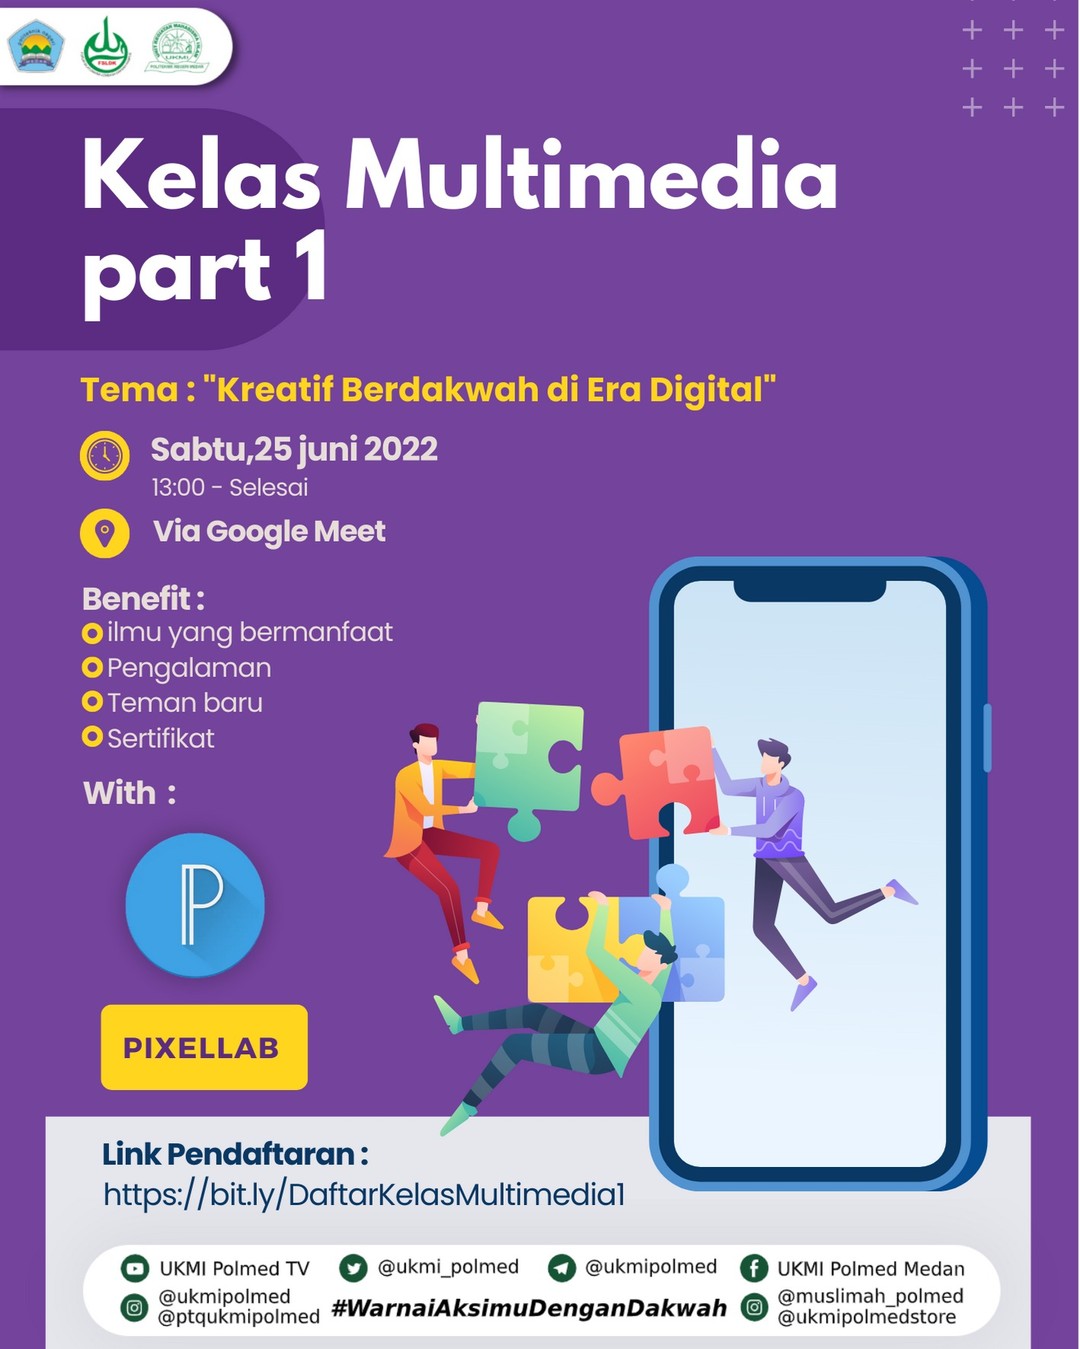 FSLDK
UKMI
Kelas Multimedia
part 1
Tema : "Kreatif Berdakwah di Era Digital"
Sabtu,25 juni 2022
13:00 - Selesai
Via Google Meet
Benefit :
ilmu yang bermanfaat
Pengalaman
Teman baru
Sertifikat
With :
P
PIXELLAB
Link Pendaftaran :
https://bit.ly/DaftarKelasMultimedia1
UKMI Polmed TV
@ukmi_polmed
@ukmipolmed
UKMI Polmed Medan
@ukmipolmed
@ptqukmipolmed
#WarnaiAksimuDenganDakwah
@muslimah_polmed
@ukmipolmedstore